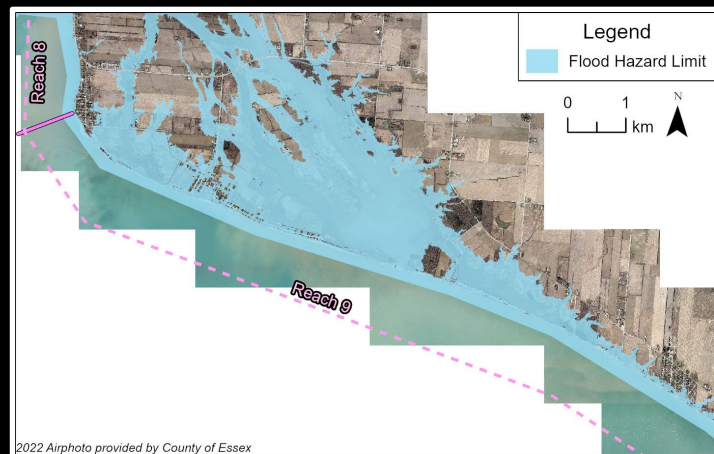 Reach 8
Legend
Flood Hazard Limit
0 1
km
N
Reach 9
2022 Airphoto provided by County of Essex